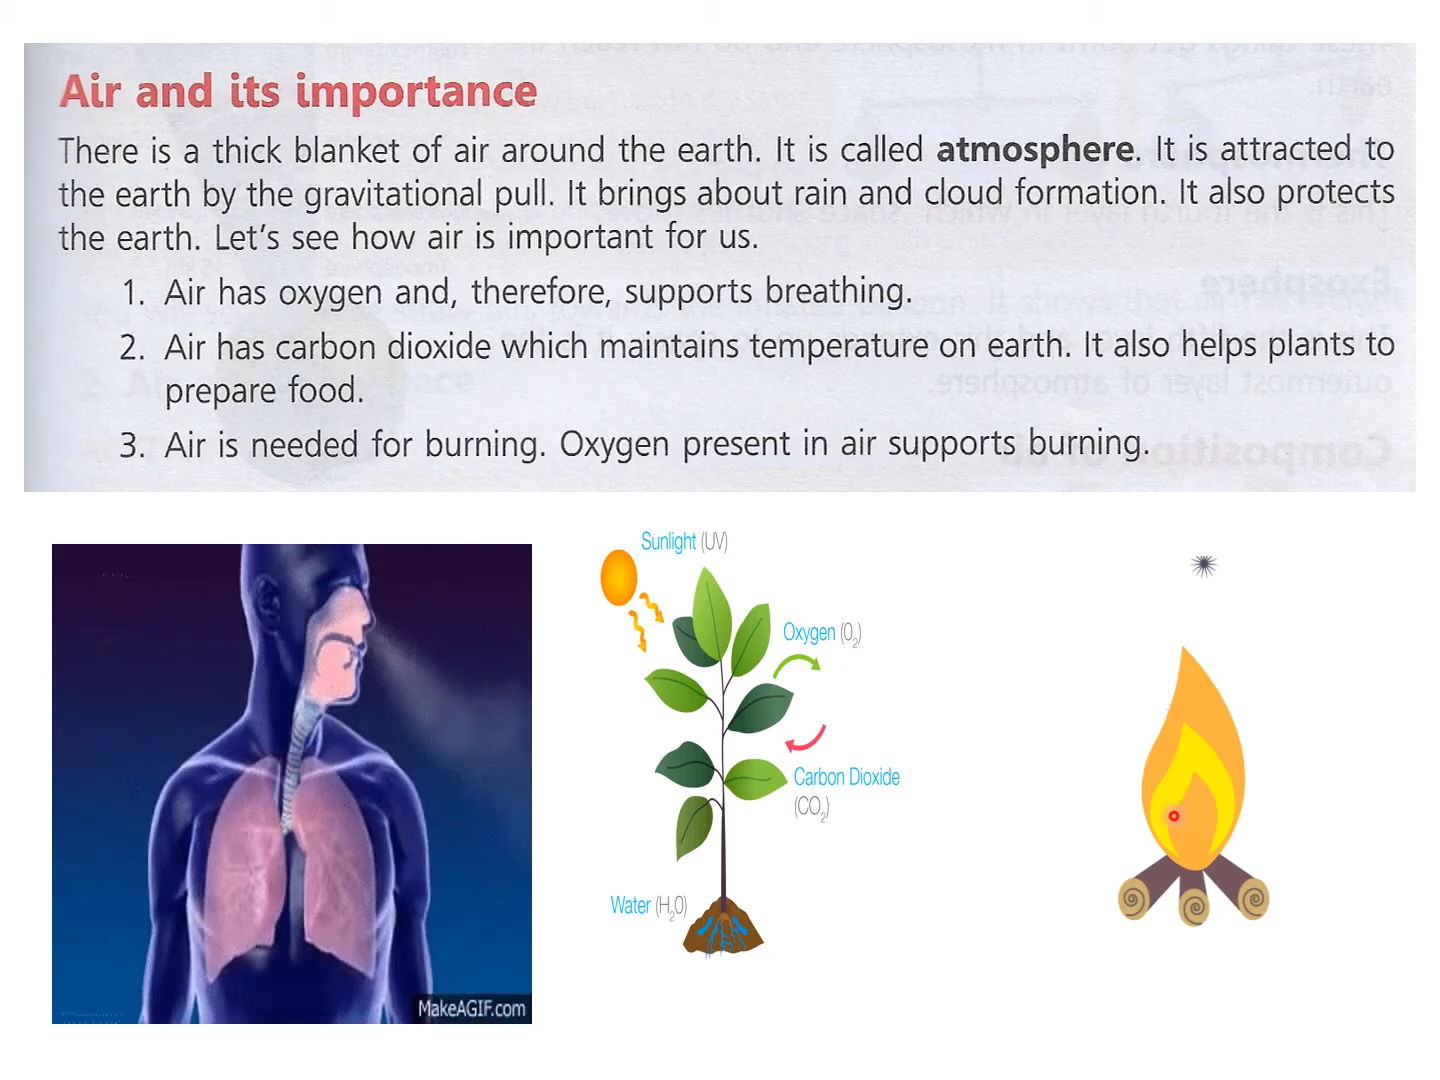 Air and its importance
There is a thick blanket of air around the earth. It is called atmosphere. It is attracted to
the earth by the gravitational pull. It brings about rain and cloud formation. It also protects
the earth. Let's see how air is important for us.
1. Air has oxygen and, therefore, supports breathing.
2. Air has carbon dioxide which maintains temperature on earth. It also helps plants to
prepare food.
3. Air is needed for burning. Oxygen present in air supports burning.
Sunlight (UV)
Oxygen (O2)
Carbon Dioxide
(CO2)
Water (H2O)
MakeAGIF.com